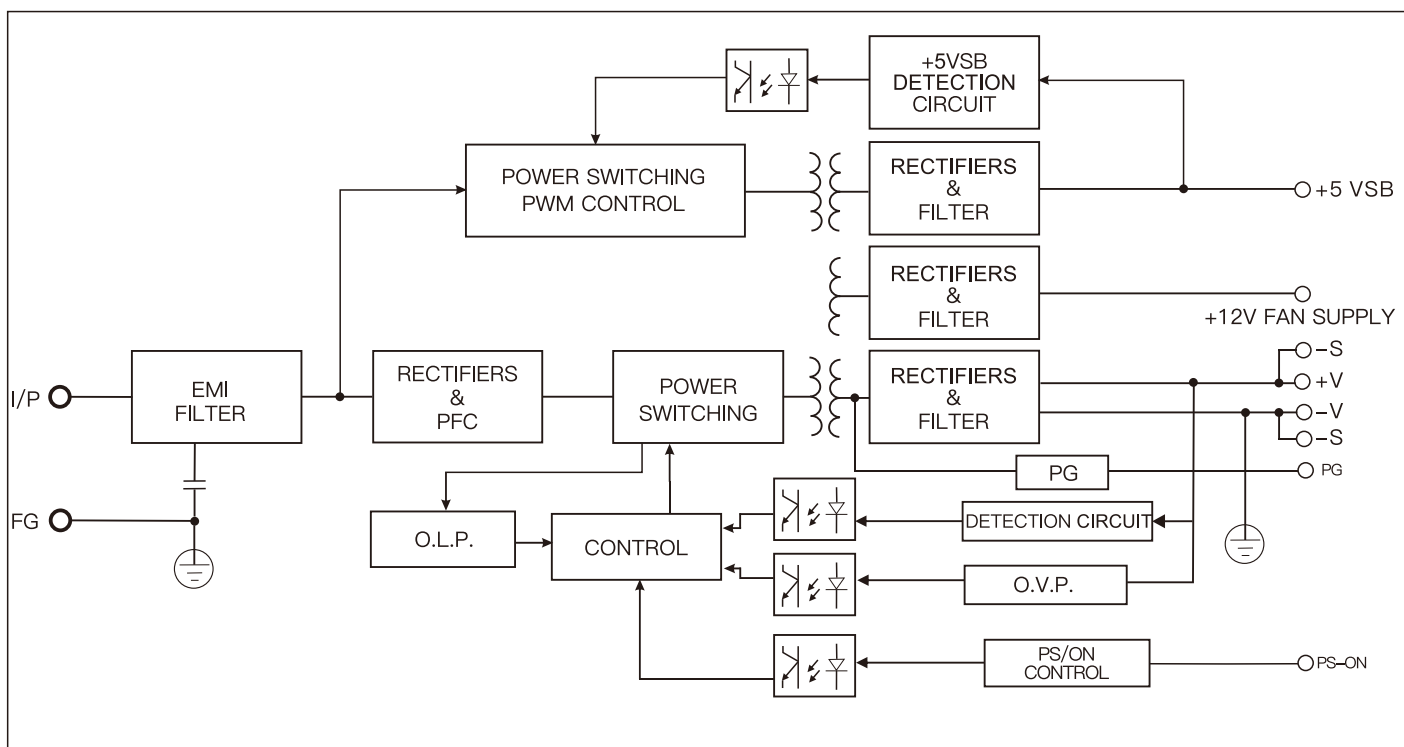 +5VSB
DETECTION
CIRCUIT
POWER SWITCHING
PWM CONTROL
RECTIFIERS
&
FILTER
+5 VSB
RECTIFIERS
&
FILTER
+12V FAN SUPPLY
I/P
EMI
FILTER
RECTIFIERS
&
PFC
POWER
SWITCHING
RECTIFIERS
&
FILTER
-S
+V
-V
-S
PG
PG
FG
O.L.P.
CONTROL
DETECTION CIRCUIT
O.V.P.
PS/ON
CONTROL
PS-ON